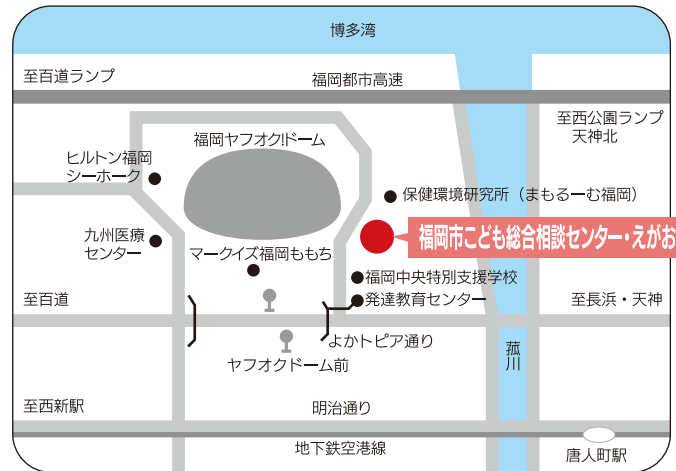 博多湾
至百道ランプ
福岡都市高速
至西公園ランプ
天神北
福岡ヤフオク!ドーム
ヒルトン福岡
シーホーク
保健環境研究所（まもるーむ福岡）
九州医療
センター
福岡市こども総合相談センター・えがお
マークイズ福岡ももち
福岡中央特別支援学校
至百道
発達教育センター
至長浜・天神
よかトピア通り
菰川
ヤフオクドーム前
至西新駅
明治通り
地下鉄空港線
唐人町駅